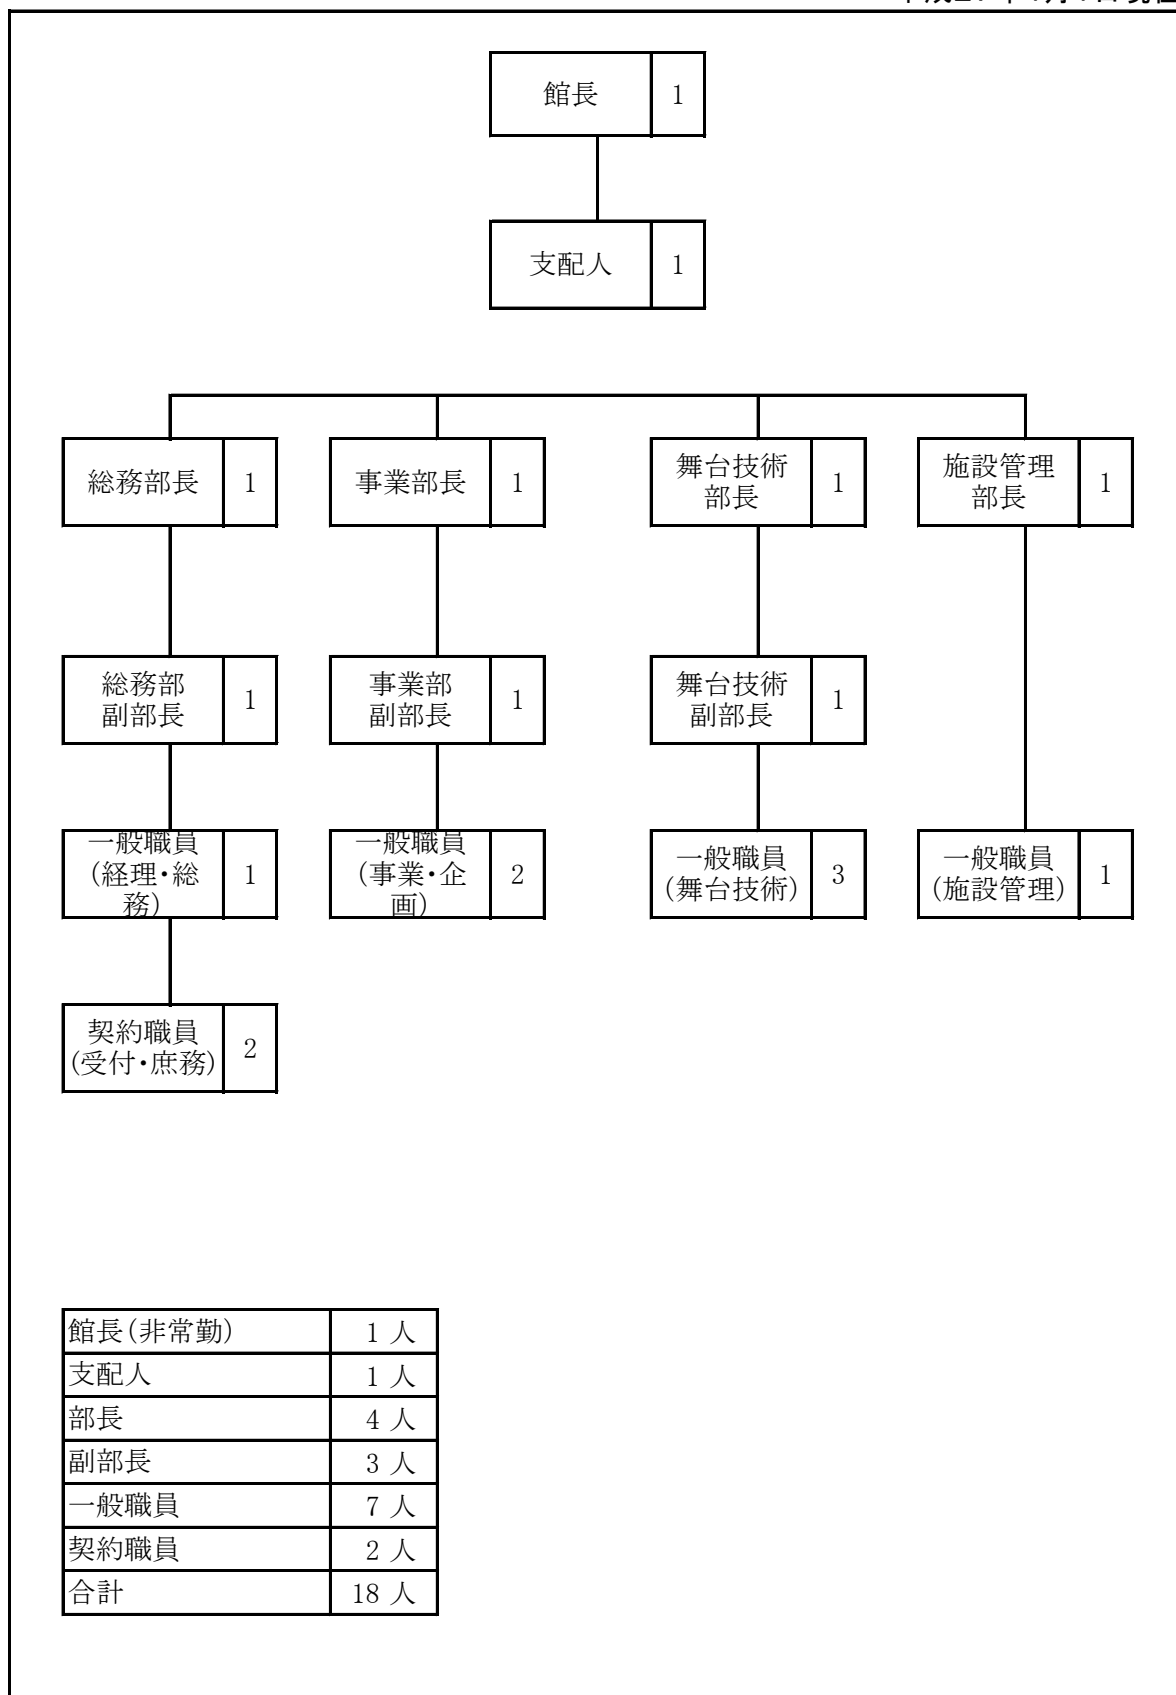 館長 1
支配人 1
総務部長 1
事業部長 1
舞台技術
部長 1
施設管理
部長 1
総務部
副部長 1
事業部
副部長 1
舞台技術
副部長 1
一般職員
(経理・総
務) 1
一般職員
(事業・企
画) 2
一般職員
(舞台技術) 3
一般職員
(施設管理) 1
契約職員
(受付・庶務) 2
館長(非常勤) 1 人
支配人 1 人
部長 4 人
副部長 3 人
一般職員 7 人
契約職員 2 人
合計 18 人